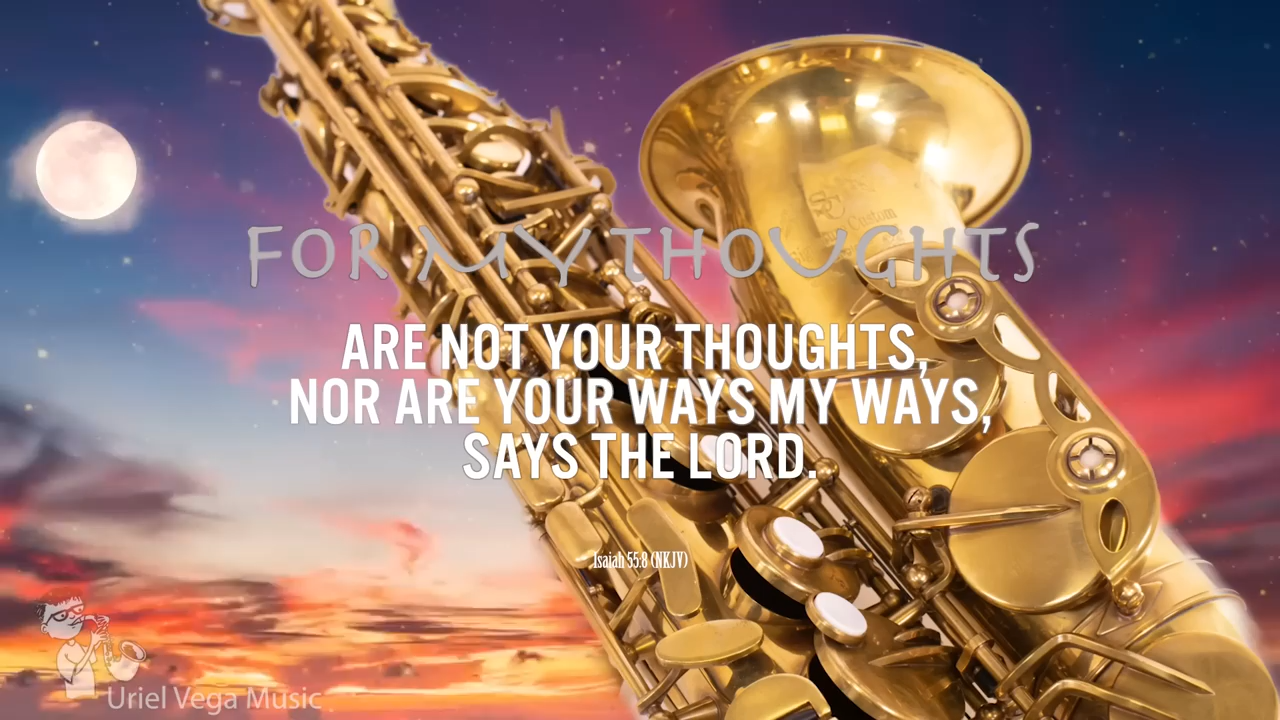 FOR MY THOUGHTS
ARE NOT YOUR THOUGHTS,
NOR ARE YOUR WAYS MY WAYS,
SAYS THE LORD.
Isaiah 55:8 (NKJV)
Uriel Vega Music